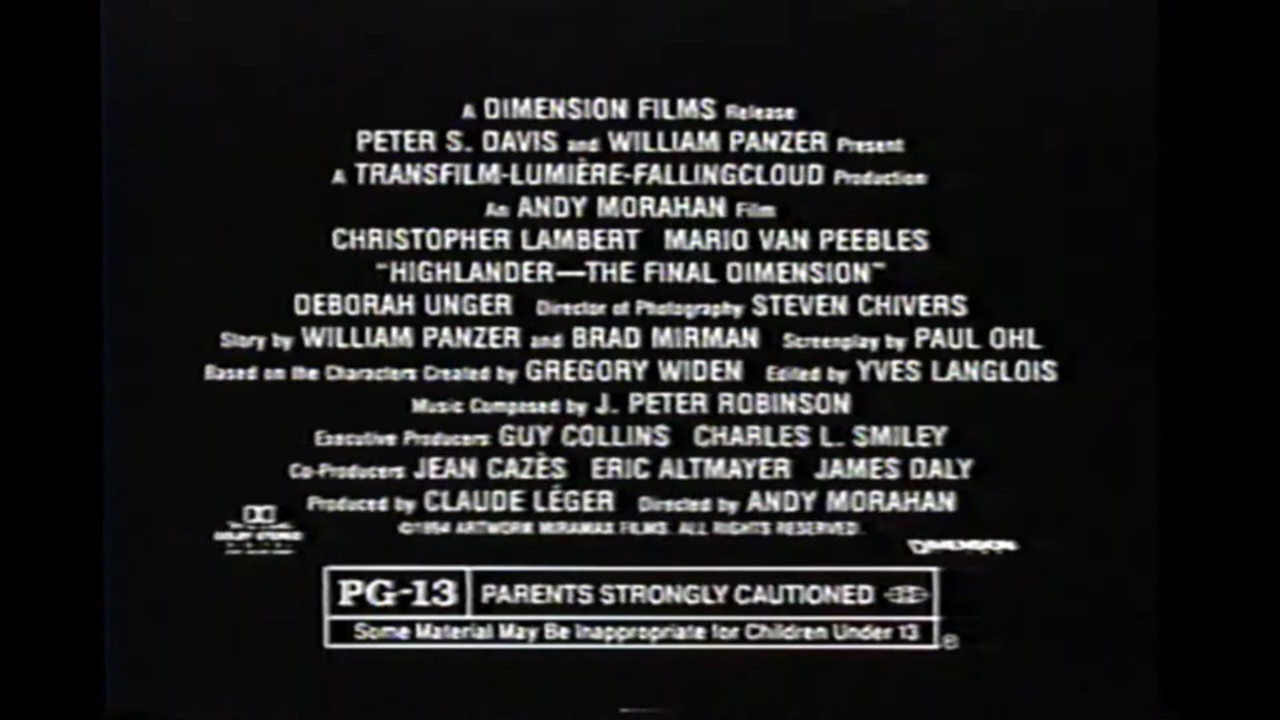 A DIMENSION FILMS Release
PETER S. DAVIS and WILLIAM PANZER Present
A TRANSFILM-LUMIÈRE-FALLINGCLOUD Production
An ANDY MORAHAN Film
CHRISTOPHER LAMBERT MARIO VAN PEEBLES
"HIGHLANDER—THE FINAL DIMENSION"
DEBORAH UNGER Director of Photography STEVEN CHIVERS
Story by WILLIAM PANZER and BRAD MIRMAN Screenplay by PAUL OHL
Based on the Characters Created by GREGORY WIDEN Edited by YVES LANGLOIS
Music Composed by J. PETER ROBINSON
Executive Producers GUY COLLINS CHARLES L. SMILEY
Co-Producers JEAN CAZÈS ERIC ALTMAYER JAMES DALY
Produced by CLAUDE LÉGER Directed by ANDY MORAHAN
©1994 ARTWORK MIRAMAX FILMS. ALL RIGHTS RESERVED.
DOLBY STEREO
DIMENSION
PG-13 PARENTS STRONGLY CAUTIONED
Some Material May Be Inappropriate for Children Under 13 ®